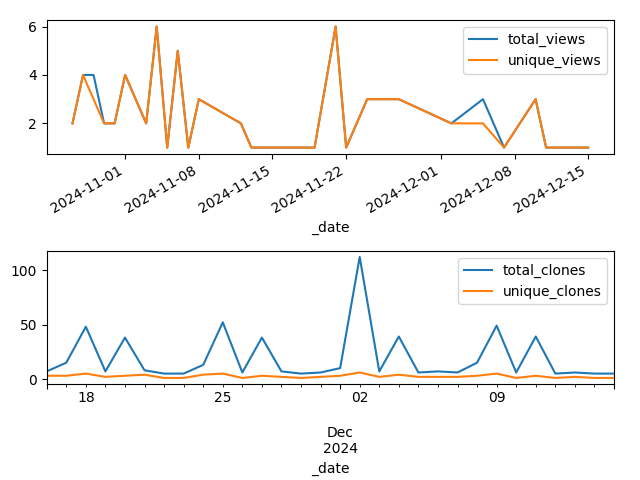 6
4
2
total_views
unique_views
2024-11-01
2024-11-08
2024-11-15
2024-11-22
2024-12-01
2024-12-08
2024-12-15
_date
100
50
0
total_clones
unique_clones
18
25
02
09
Dec
2024
_date